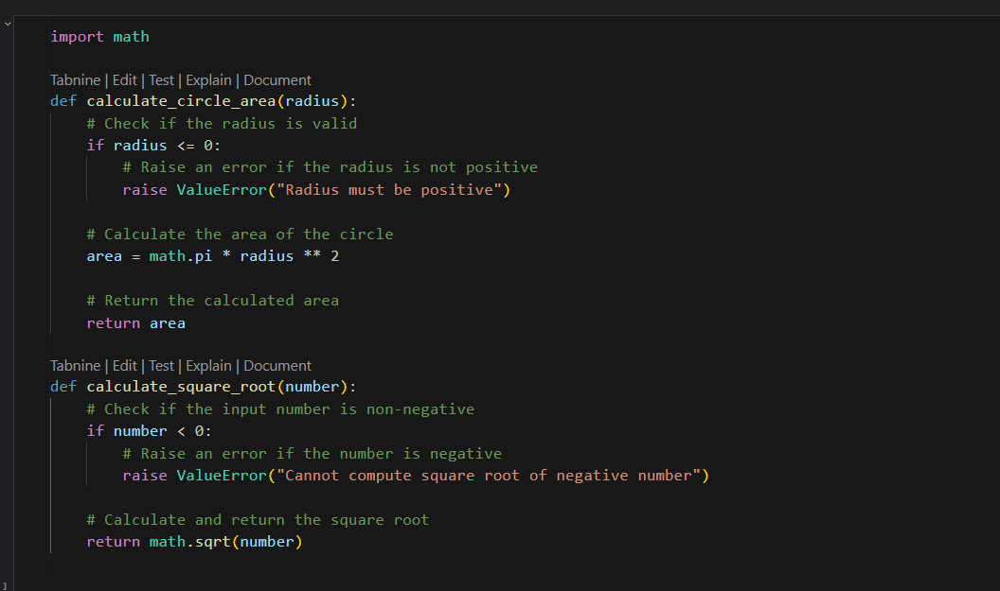 import math
Tabnine | Edit | Test | Explain | Document
def calculate_circle_area(radius):
    # Check if the radius is valid
    if radius <= 0:
        # Raise an error if the radius is not positive
        raise ValueError("Radius must be positive")
    # Calculate the area of the circle
    area = math.pi * radius ** 2
    # Return the calculated area
    return area
Tabnine | Edit | Test | Explain | Document
def calculate_square_root(number):
    # Check if the input number is non-negative
    if number < 0:
        # Raise an error if the number is negative
        raise ValueError("Cannot compute square root of negative number")
    # Calculate and return the square root
    return math.sqrt(number)
]